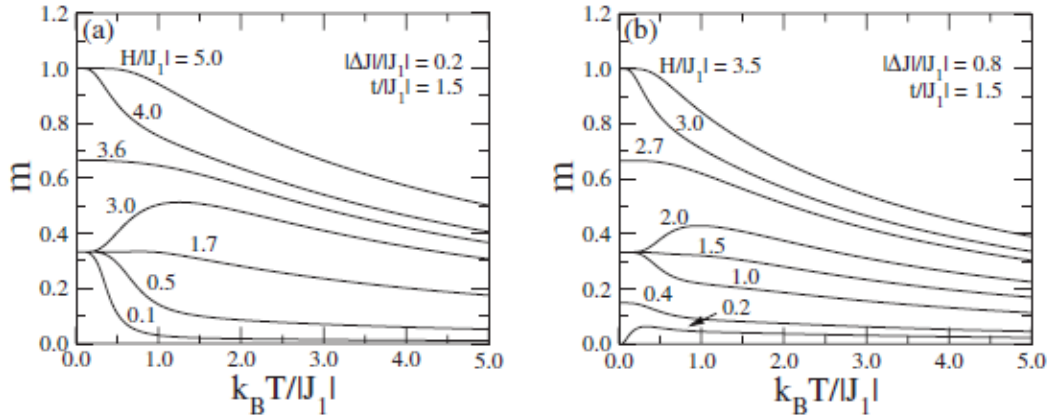 (a)
H/|J₁| = 5.0
|ΔJ|/|J₁| = 0.2
t/|J₁| = 1.5
4.0
3.6
3.0
1.7
0.5
0.1
1.2
1.0
0.8
0.6
0.4
0.2
0.0
m
0.0 1.0 2.0 3.0 4.0 5.0
k_B T/|J₁|
(b)
H/|J₁| = 3.5
|ΔJ|/|J₁| = 0.8
t/|J₁| = 1.5
3.0
2.7
2.0
1.5
1.0
0.4
0.2
1.2
1.0
0.8
0.6
0.4
0.2
0.0
m
0.0 1.0 2.0 3.0 4.0 5.0
k_B T/|J₁|